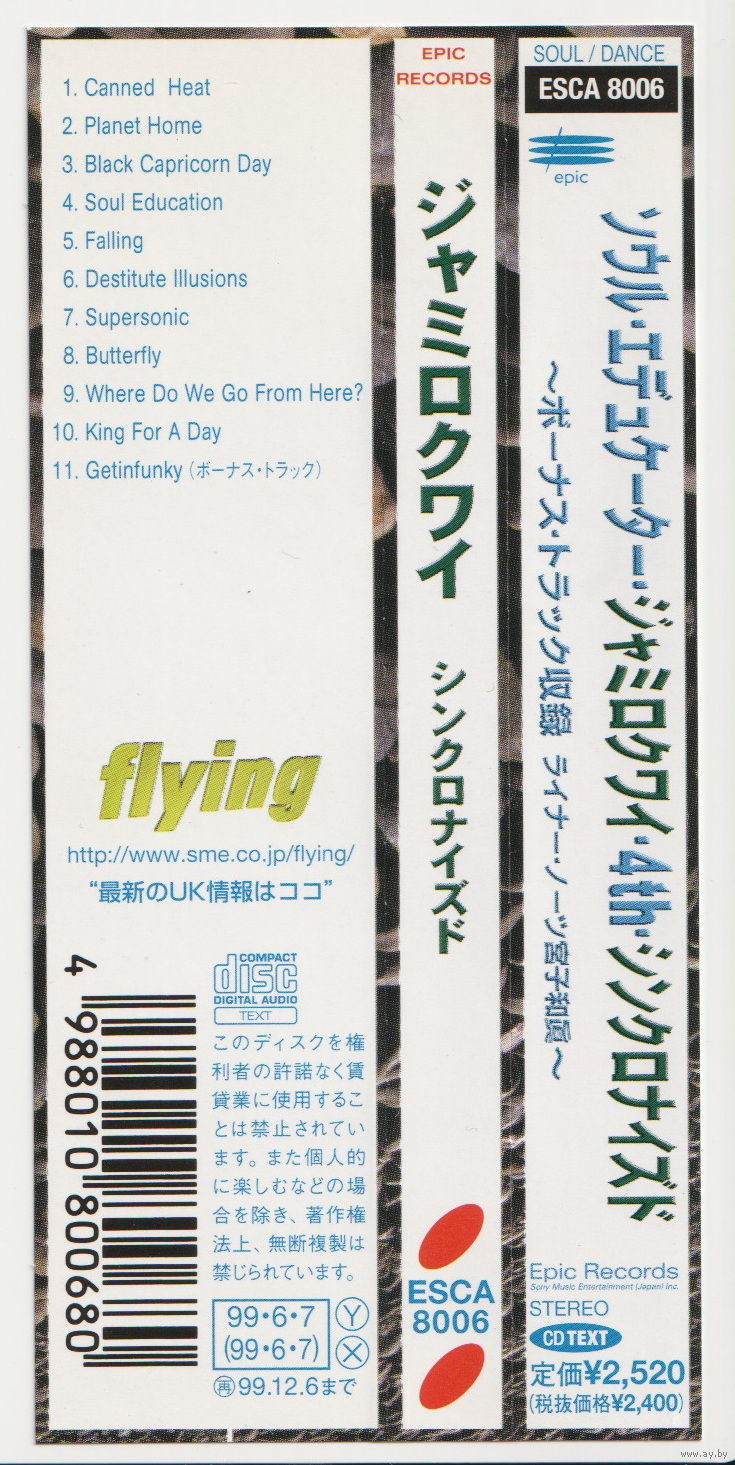 1. Canned Heat
2. Planet Home
3. Black Capricorn Day
4. Soul Education
5. Falling
6. Destitute Illusions
7. Supersonic
8. Butterfly
9. Where Do We Go From Here?
10. King For A Day
11. Getinfunky (ボーナス・トラック)
flying
http://www.sme.co.jp/flying/
“最新のUK情報はココ”
4 988010 800680
COMPACT
disc
DIGITAL AUDIO
TEXT
このディスクを権
利者の許諾なく賃
貸業に使用するこ
とは禁止されてい
ます。また個人的
に楽しむなどの場
合を除き、著作権
法上、無断複製は
禁じられています。
99・6・7 Ⓨ
(99・6・7) Ⓧ
㊞99.12.6まで
EPIC
RECORDS
ジャミロクワイ
シンクロナイズド
ESCA
8006
SOUL / DANCE
ESCA 8006
epic
ソウル・エデュケーター・ジャミロクワイ・4th・シンクロナイズド
〜ボーナス・トラック収録 ライナー・ノーツ宮子和眞〜
Epic Records
Sony Music Entertainment (Japan) Inc.
STEREO
CD TEXT
定価¥2,520
(税抜価格¥2,400)
www.ay.by